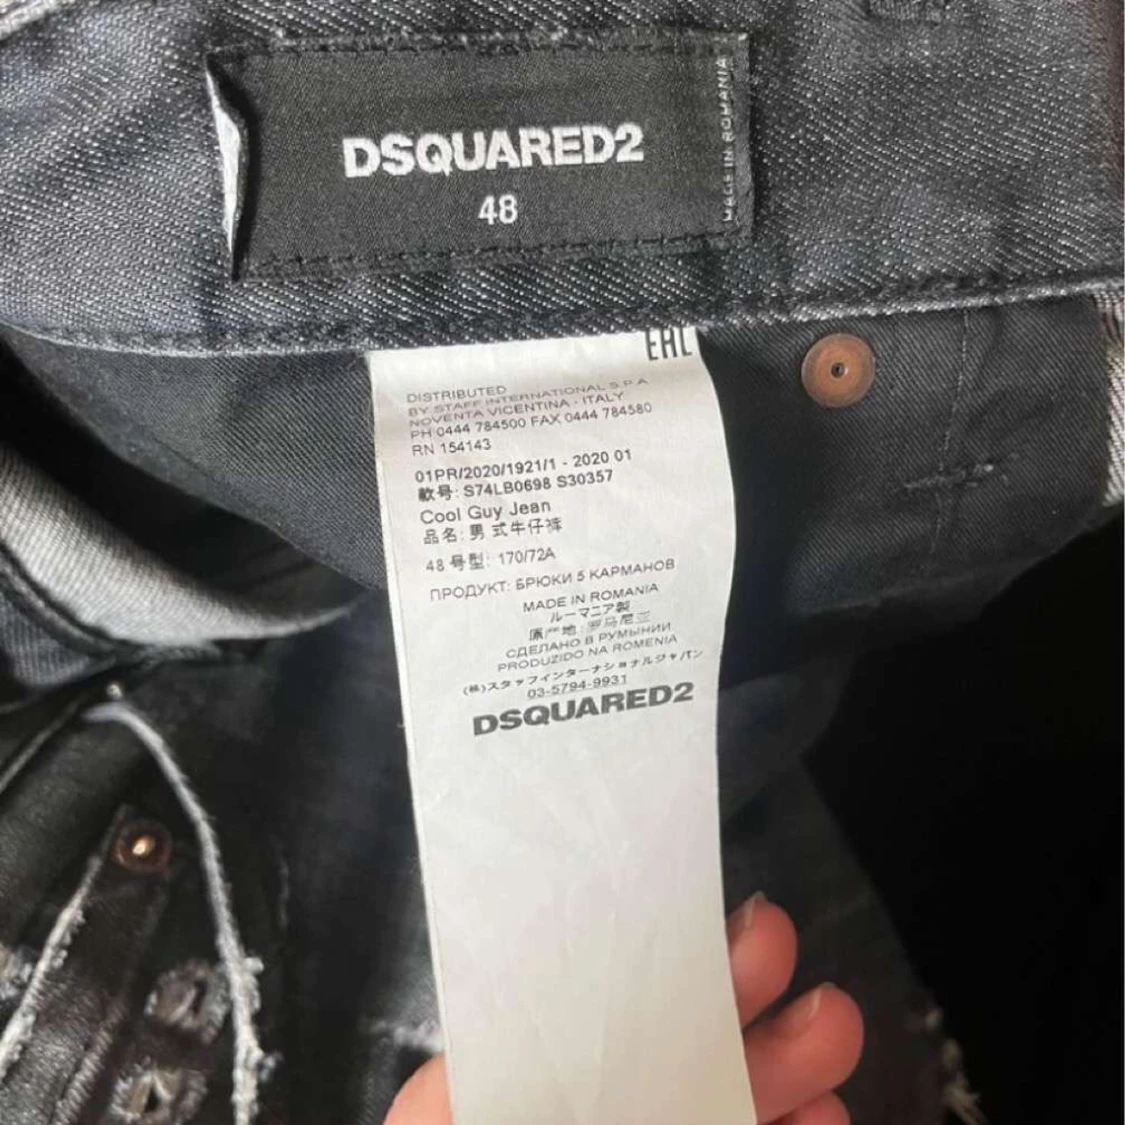 DSQUARED2
48
MADE IN ROMANIA
EAC
DISTRIBUTED
BY STAFF INTERNATIONAL S.P.A
NOVENTA VICENTINA - ITALY
PH 0444 784500 FAX 0444 784580
RN 154143
01PR/2020/1921/1 - 2020 01
款号: S74LB0698 S30357
Cool Guy Jean
品名: 男 式牛仔裤
48 号型: 170/72A
ПРОДУКТ: БРЮКИ 5 КАРМАНОВ
MADE IN ROMANIA
ルーマニア製
原产地: 罗马尼亚
СДЕЛАНО В РУМЫНИИ
PRODUZIDO NA ROMENIA
(株)スタッフインターナショナルジャパン
03-5794-9931
DSQUARED2